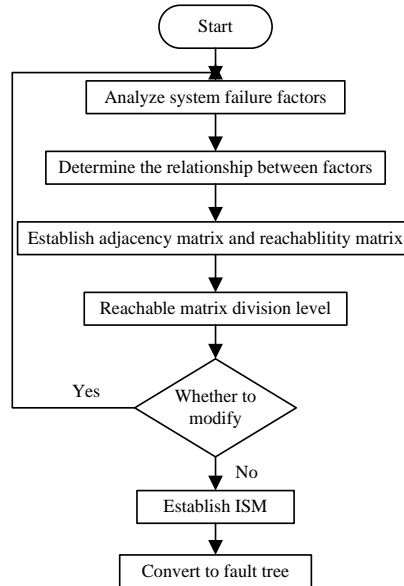 Start
Analyze system failure factors
Determine the relationship between factors
Establish adjacency matrix and reachablitity matrix
Reachable matrix division level
Yes
Whether to
modify
No
Establish ISM
Convert to fault tree